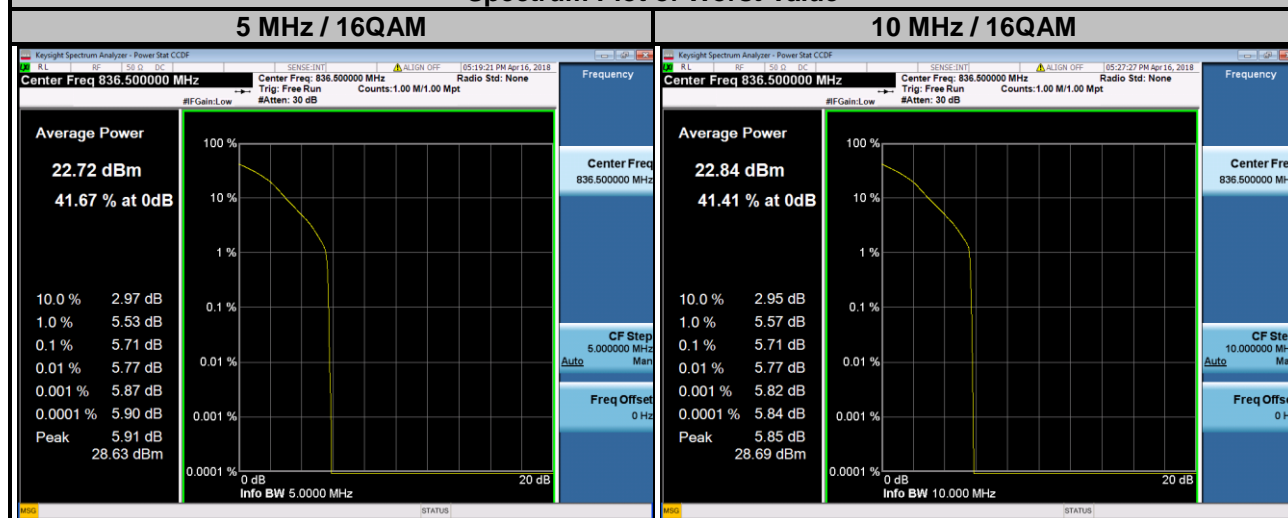 5 MHz / 16QAM
10 MHz / 16QAM
Keysight Spectrum Analyzer - Power Stat CCDF
RL RF 50 Ω DC SENSE:INT ALIGN OFF 05:19:21 PM Apr 16, 2018
Center Freq 836.500000 MHz
Center Freq: 836.500000 MHz
Radio Std: None
Trig: Free Run Counts:1.00 M/1.00 Mpt
#IFGain:Low #Atten: 30 dB
Average Power
22.72 dBm
41.67 % at 0dB
10.0 % 2.97 dB
1.0 % 5.53 dB
0.1 % 5.71 dB
0.01 % 5.77 dB
0.001 % 5.87 dB
0.0001 % 5.90 dB
Peak 5.91 dB
28.63 dBm
100 %
10 %
1 %
0.1 %
0.01 %
0.001 %
0.0001 %
0 dB 20 dB
Info BW 5.0000 MHz
Frequency
Center Freq
836.500000 MHz
CF Step
5.000000 MHz
Auto Man
Freq Offset
0 Hz
MSG STATUS
Keysight Spectrum Analyzer - Power Stat CCDF
RL RF 50 Ω DC SENSE:INT ALIGN OFF 05:27:27 PM Apr 16, 2018
Center Freq 836.500000 MHz
Center Freq: 836.500000 MHz
Radio Std: None
Trig: Free Run Counts:1.00 M/1.00 Mpt
#IFGain:Low #Atten: 30 dB
Average Power
22.84 dBm
41.41 % at 0dB
10.0 % 2.95 dB
1.0 % 5.57 dB
0.1 % 5.71 dB
0.01 % 5.77 dB
0.001 % 5.82 dB
0.0001 % 5.84 dB
Peak 5.85 dB
28.69 dBm
100 %
10 %
1 %
0.1 %
0.01 %
0.001 %
0.0001 %
0 dB 20 dB
Info BW 10.000 MHz
Frequency
Center Fre
836.500000 MH
CF Ste
10.000000 MH
Auto Ma
Freq Offse
0 H
MSG STATUS